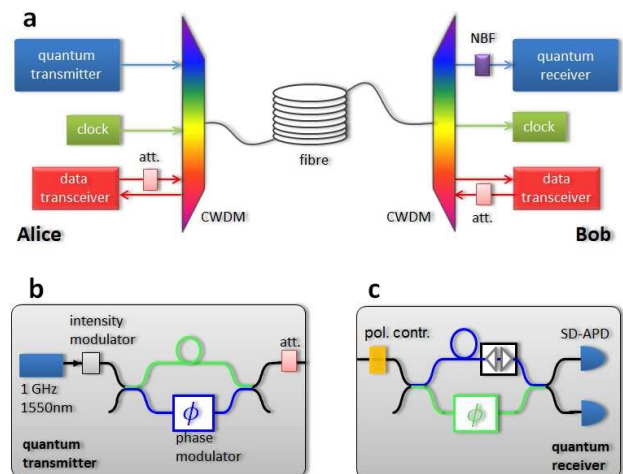 a
quantum
transmitter
clock
data
transceiver
att.
Alice
CWDM
fibre
CWDM
NBF
quantum
receiver
clock
data
transceiver
att.
Bob
b
intensity
modulator
1 GHz
1550nm
quantum
transmitter
ϕ
phase
modulator
att.
c
pol. contr.
SD-APD
ϕ
quantum
receiver